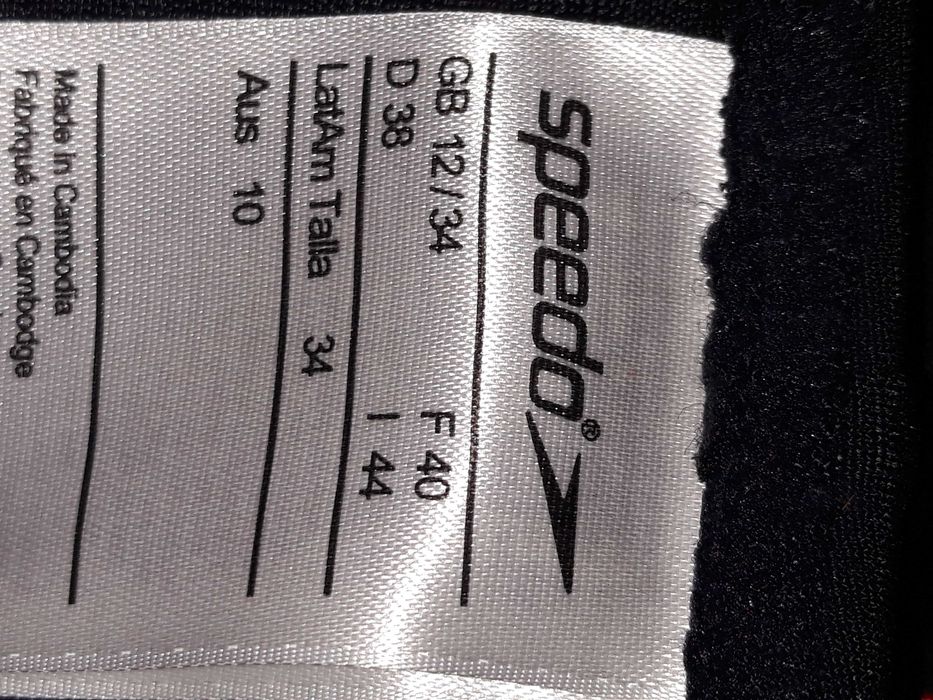 speedo®
GB 12/34 F 40
D 38 I 44
LatAm Talla 34
Aus 10
Made In Cambodia
Fabriqué en Cambodge